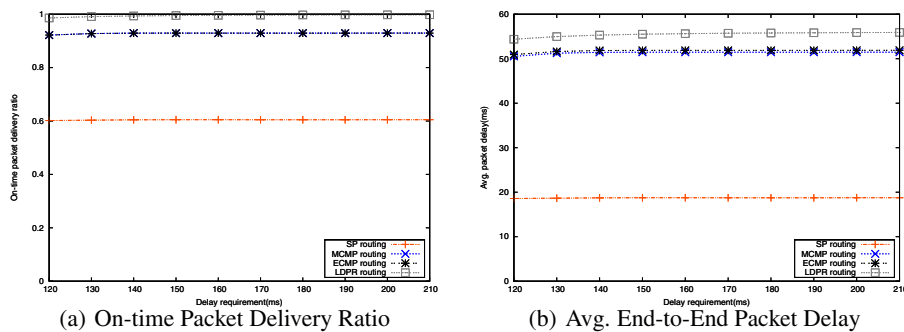 1
0.8
0.6
0.4
0.2
0
On-time packet delivery ratio
120 130 140 150 160 170 180 190 200 210
Delay requirement(ms)
SP routing
MCMP routing
ECMP routing
LDPR routing
(a) On-time Packet Delivery Ratio
60
50
40
30
20
10
0
Avg. packet delay(ms)
120 130 140 150 160 170 180 190 200 210
Delay requirement(ms)
SP routing
MCMP routing
ECMP routing
LDPR routing
(b) Avg. End-to-End Packet Delay